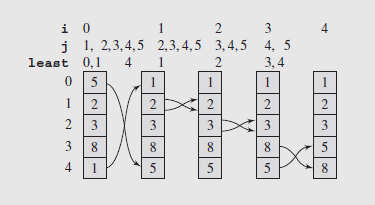 i 0 1 2 3 4
j 1, 2,3,4,5 2,3,4,5 3,4,5 4, 5
least 0,1 4 1 2 3,4
0 5 1 1 1 1
1 2 2 2 2 2
2 3 3 3 3 3
3 8 8 8 8 5
4 1 5 5 5 8